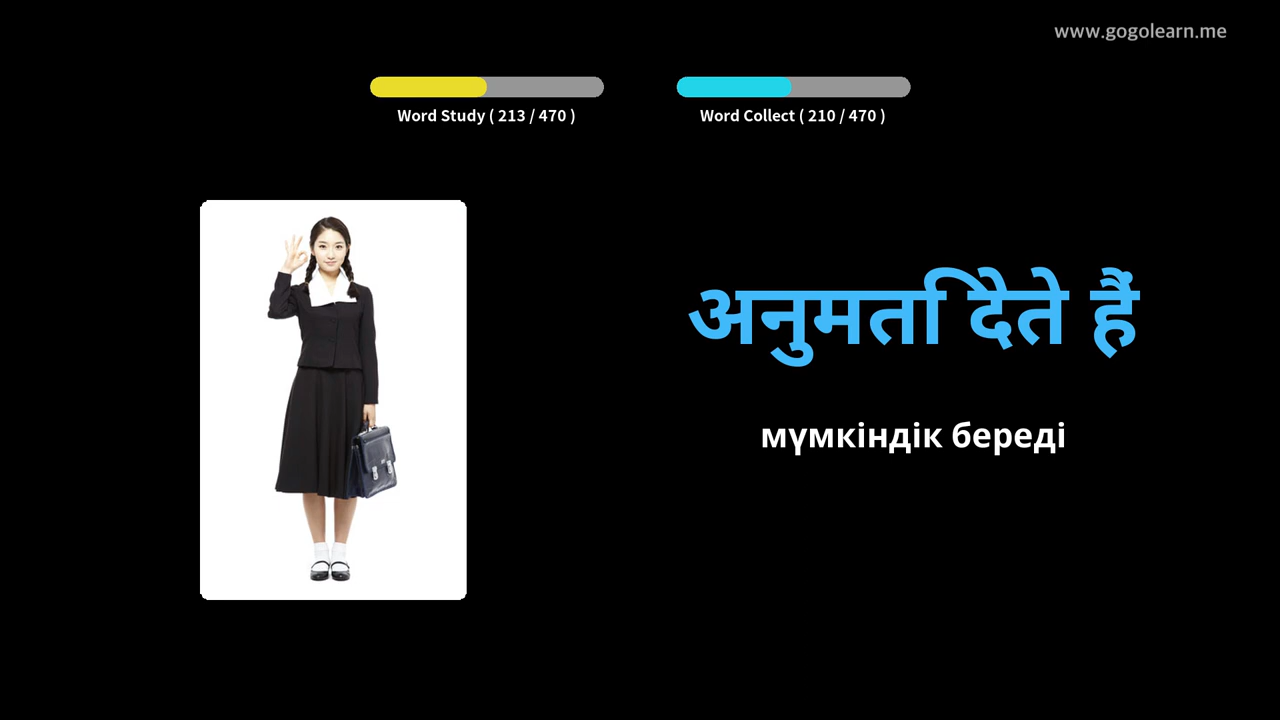 www.gogolearn.me
Word Study ( 213 / 470 )
Word Collect ( 210 / 470 )
अनुमति देते हैं
мүмкіндік береді